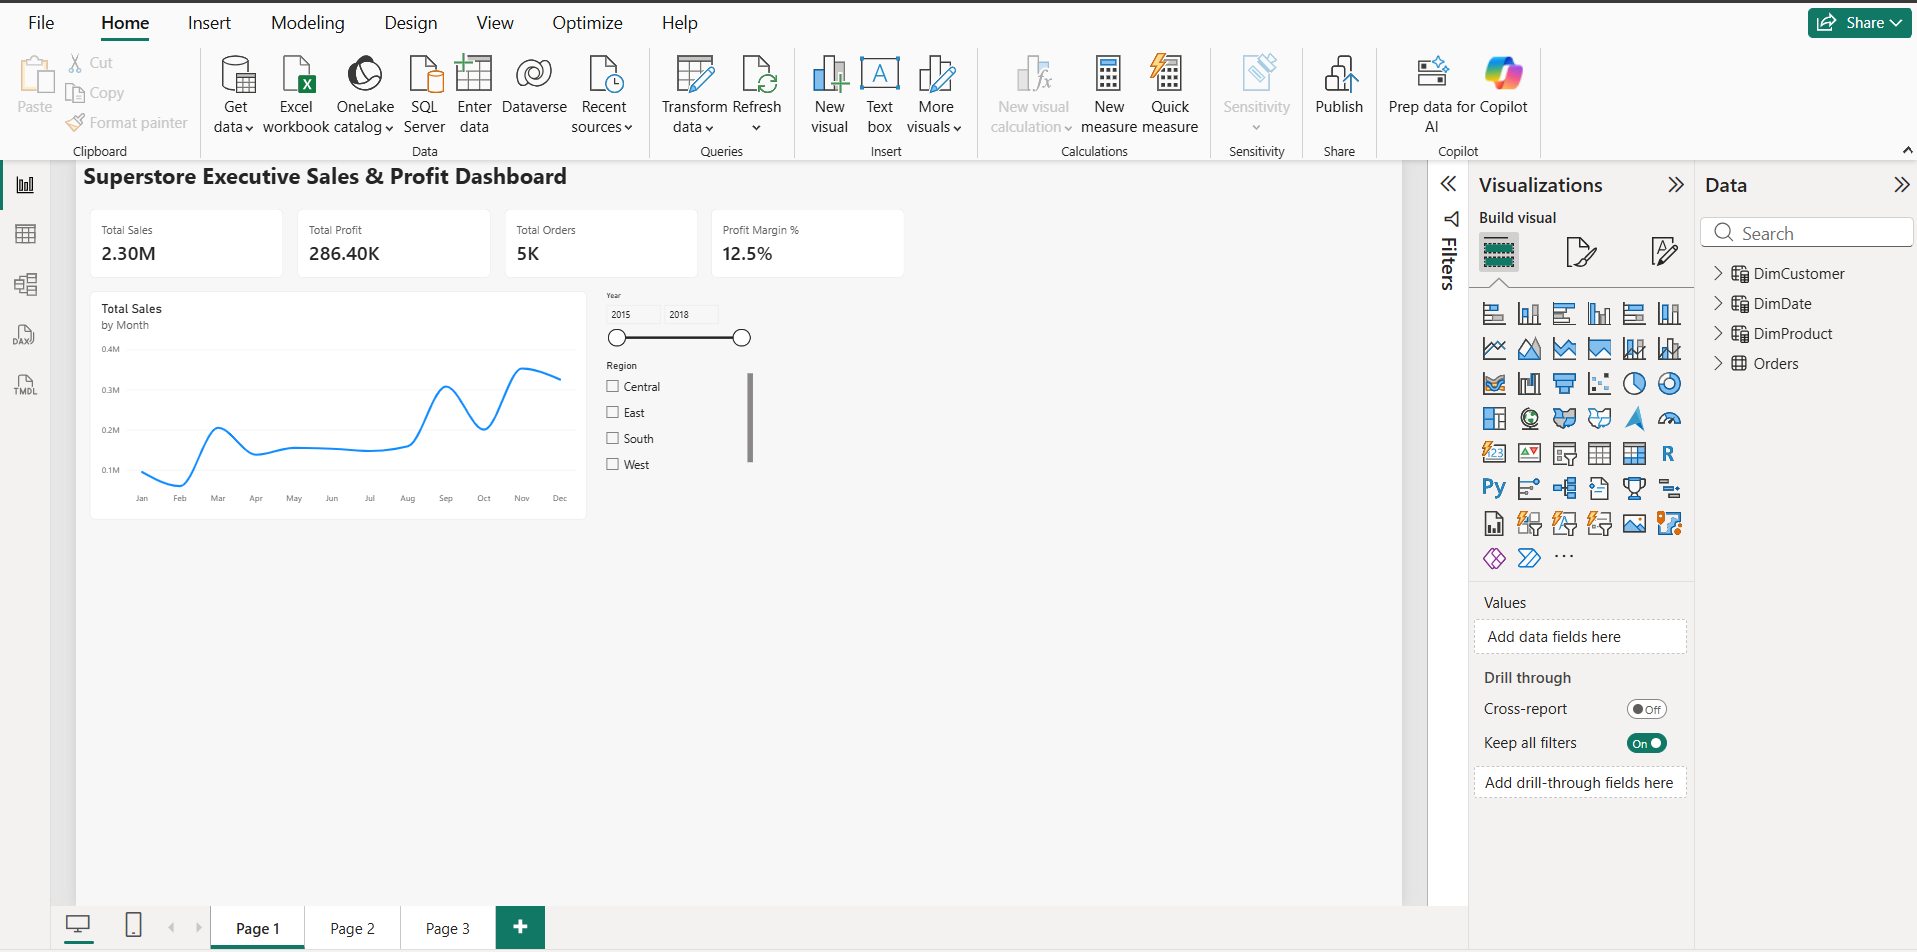 File Home Insert Modeling Design View Optimize Help Share
Paste
Cut
Copy
Format painter
Clipboard
Get data
Excel workbook
OneLake catalog
SQL Server
Enter data
Dataverse
Recent sources
Data
Transform data
Refresh
Queries
New visual
Text box
More visuals
Insert
New visual calculation
New measure
Quick measure
Calculations
Sensitivity
Sensitivity
Publish
Share
Prep data for AI
Copilot
Copilot
DAX
TMDL
Superstore Executive Sales & Profit Dashboard
Total Sales
2.30M
Total Profit
286.40K
Total Orders
5K
Profit Margin %
12.5%
Total Sales
by Month
0.4M
0.3M
0.2M
0.1M
Jan Feb Mar Apr May Jun Jul Aug Sep Oct Nov Dec
Year
2015 2018
Region
Central
East
South
West
Filters
Visualizations
Build visual
123
R
Py
...
Values
Add data fields here
Drill through
Cross-report Off
Keep all filters On
Add drill-through fields here
Data
Search
DimCustomer
DimDate
DimProduct
Orders
Page 1 Page 2 Page 3 +